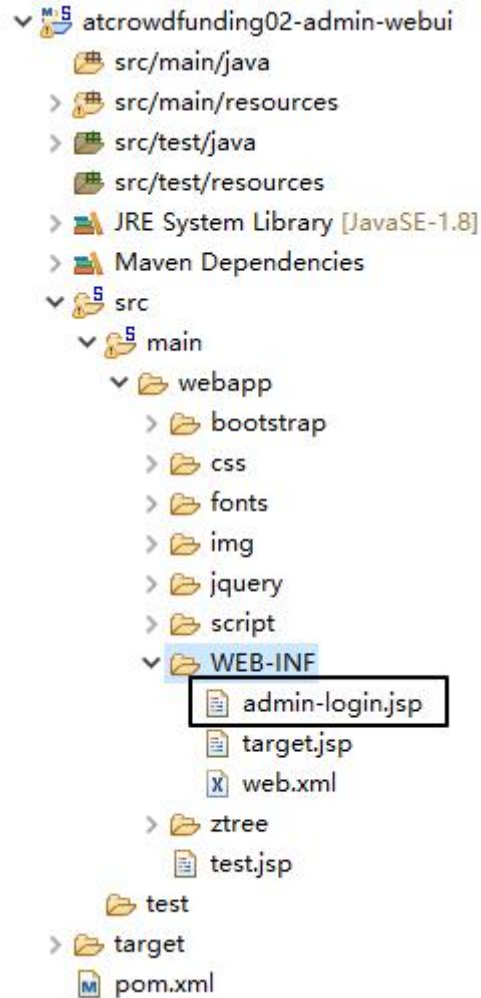 atcrowdfunding02-admin-webui
src/main/java
src/main/resources
src/test/java
src/test/resources
JRE System Library [JavaSE-1.8]
Maven Dependencies
src
main
webapp
bootstrap
css
fonts
img
jquery
script
WEB-INF
admin-login.jsp
target.jsp
web.xml
ztree
test.jsp
test
target
pom.xml